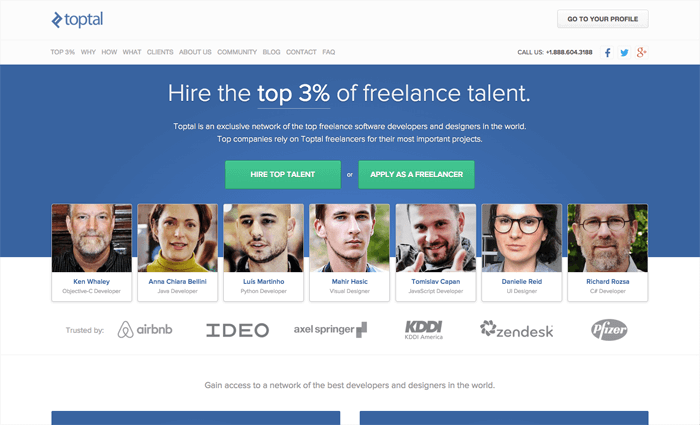 toptal
GO TO YOUR PROFILE
TOP 3% WHY HOW WHAT CLIENTS ABOUT US COMMUNITY BLOG CONTACT FAQ
CALL US: +1.888.604.3188
Hire the top 3% of freelance talent.
Toptal is an exclusive network of the top freelance software developers and designers in the world.
Top companies rely on Toptal freelancers for their most important projects.
HIRE TOP TALENT or APPLY AS A FREELANCER
Ken Whaley
Objective-C Developer
Anna Chiara Bellini
Java Developer
Luís Martinho
Python Developer
Mahir Hasic
Visual Designer
Tomislav Capan
JavaScript Developer
Danielle Reid
UI Designer
Richard Rozsa
C# Developer
Trusted by:
airbnb
IDEO
axel springer
KDDI
KDDI America
zendesk
Pfizer
Gain access to a network of the best developers and designers in the world.